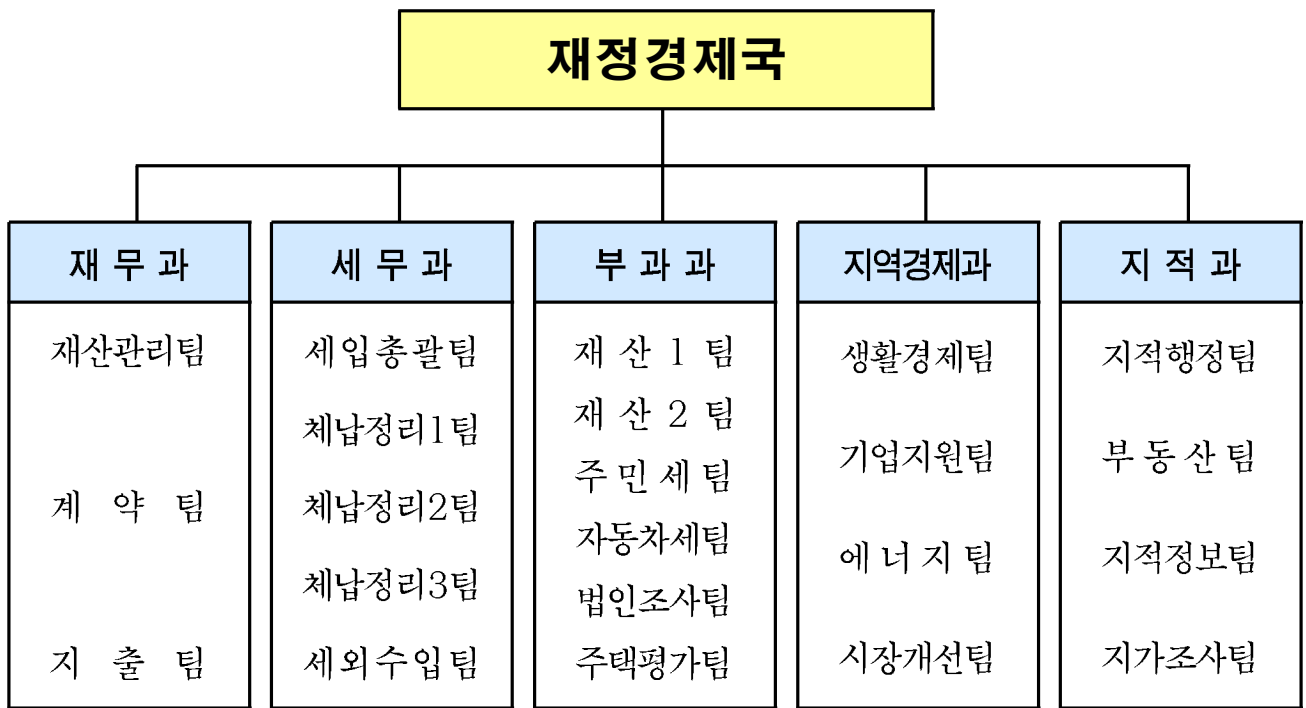 재정경제국
재 무 과
재산관리팀
계 약 팀
지 출 팀
세 무 과
세입총괄팀
체납정리1팀
체납정리2팀
체납정리3팀
세외수입팀
부 과 과
재 산 1 팀
재 산 2 팀
주 민 세 팀
자동차세팀
법인조사팀
주택평가팀
지역경제과
생활경제팀
기업지원팀
에 너 지 팀
시장개선팀
지 적 과
지적행정팀
부 동 산 팀
지적정보팀
지가조사팀